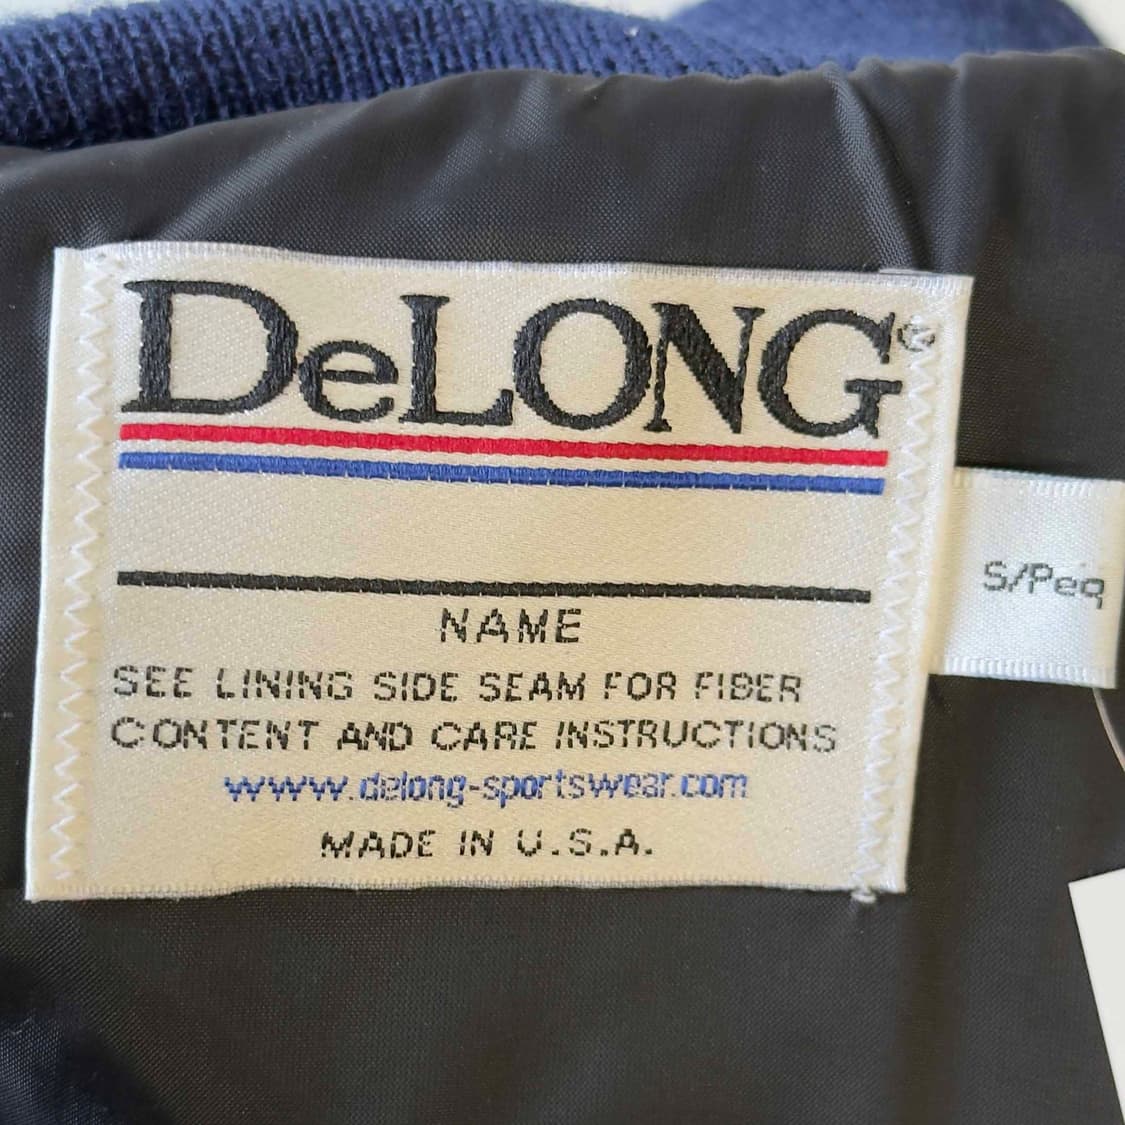 DeLONG®
S/Peq
NAME
SEE LINING SIDE SEAM FOR FIBER
CONTENT AND CARE INSTRUCTIONS
www.delong-sportswear.com
MADE IN U.S.A.